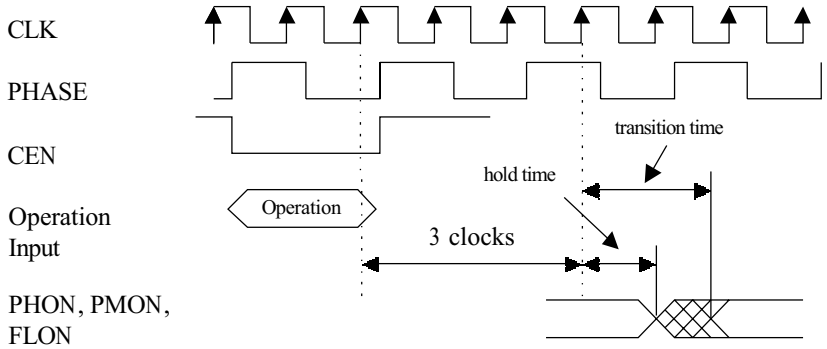 CLK
PHASE
CEN
transition time
hold time
Operation
Operation
Input
3 clocks
PHON, PMON,
FLON